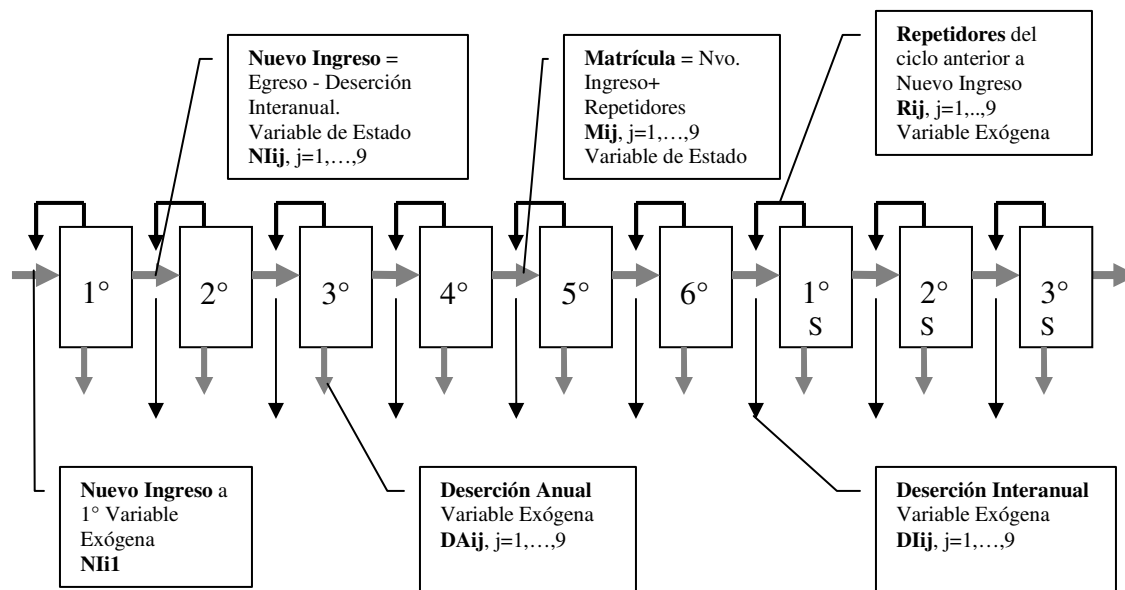 Nuevo Ingreso =
Egreso - Deserción
Interanual.
Variable de Estado
NIij, j=1,…,9
Matrícula = Nvo.
Ingreso+
Repetidores
Mij, j=1,…,9
Variable de Estado
Repetidores del
ciclo anterior a
Nuevo Ingreso
Rij, j=1,..,9
Variable Exógena
1°
2°
3°
4°
5°
6°
1°
S
2°
S
3°
S
Nuevo Ingreso a
1° Variable
Exógena
NIi1
Deserción Anual
Variable Exógena
DAij, j=1,…,9
Deserción Interanual
Variable Exógena
DIij, j=1,…,9